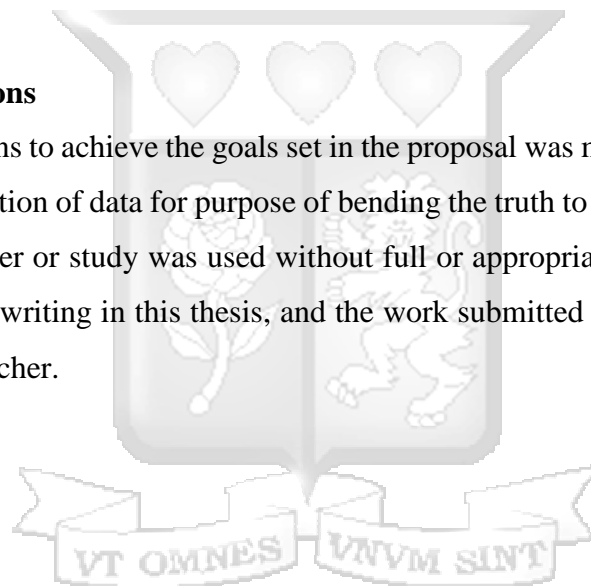 ons
ns to achieve the goals set in the proposal was n
tion of data for purpose of bending the truth to
er or study was used without full or appropria
writing in this thesis, and the work submitted
cher.
VT OMNES VNVM SINT